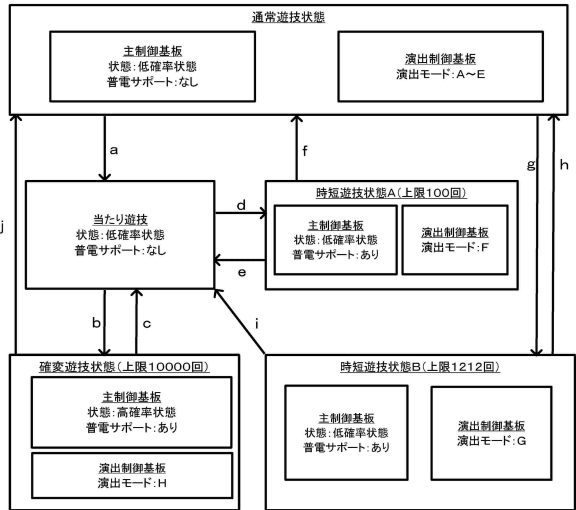 通常遊技状態
主制御基板
状態:低確率状態
普電サポート:なし
演出制御基板
演出モード:A～E
a
f
g
h
j
当たり遊技
状態:低確率状態
普電サポート:なし
d
e
時短遊技状態A(上限100回)
主制御基板
状態:低確率状態
普電サポート:あり
演出制御基板
演出モード:F
b
c
i
確変遊技状態(上限10000回)
主制御基板
状態:高確率状態
普電サポート:あり
演出制御基板
演出モード:H
時短遊技状態B(上限1212回)
主制御基板
状態:低確率状態
普電サポート:あり
演出制御基板
演出モード:G